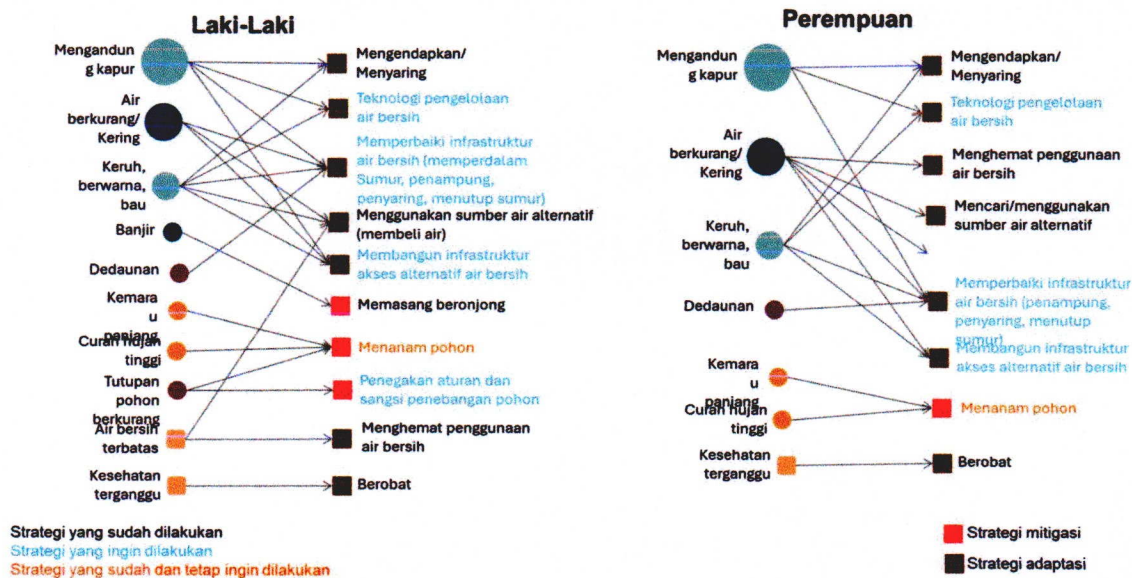 Laki-Laki
Mengandun
g kapur
Air
berkurang/
Kering
Keruh,
berwarna,
bau
Banjir
Dedaunan
Kemara
u
panjang
Curah hujan
tinggi
Tutupan
pohon
berkurang
Air bersih
terbatas
Kesehatan
terganggu
Mengendapkan/
Menyaring
Teknologi pengelolaan
air bersih
Memperbaiki infrastruktur
air bersih (memperdalam
Sumur, penampung,
penyaring, menutup sumur)
Menggunakan sumber air alternatif
(membeli air)
Membangun infrastruktur
akses alternatif air bersih
Memasang beronjong
Menanam pohon
Penegakan aturan dan
sangsi penebangan pohon
Menghemat penggunaan
air bersih
Berobat
Perempuan
Mengandun
g kapur
Air
berkurang/
Kering
Keruh,
berwarna,
bau
Dedaunan
Kemara
u
panjang
Curah hujan
tinggi
Kesehatan
terganggu
Mengendapkan/
Menyaring
Teknologi pengelolaan
air bersih
Menghemat penggunaan
air bersih
Mencari/menggunakan
sumber air alternatif
Memperbaiki infrastruktur
air bersih (penampung,
penyaring, menutup
sumur)
Membangun infrastruktur
akses alternatif air bersih
Menanam pohon
Berobat
Strategi yang sudah dilakukan
Strategi yang ingin dilakukan
Strategi yang sudah dan tetap ingin dilakukan
Strategi mitigasi
Strategi adaptasi